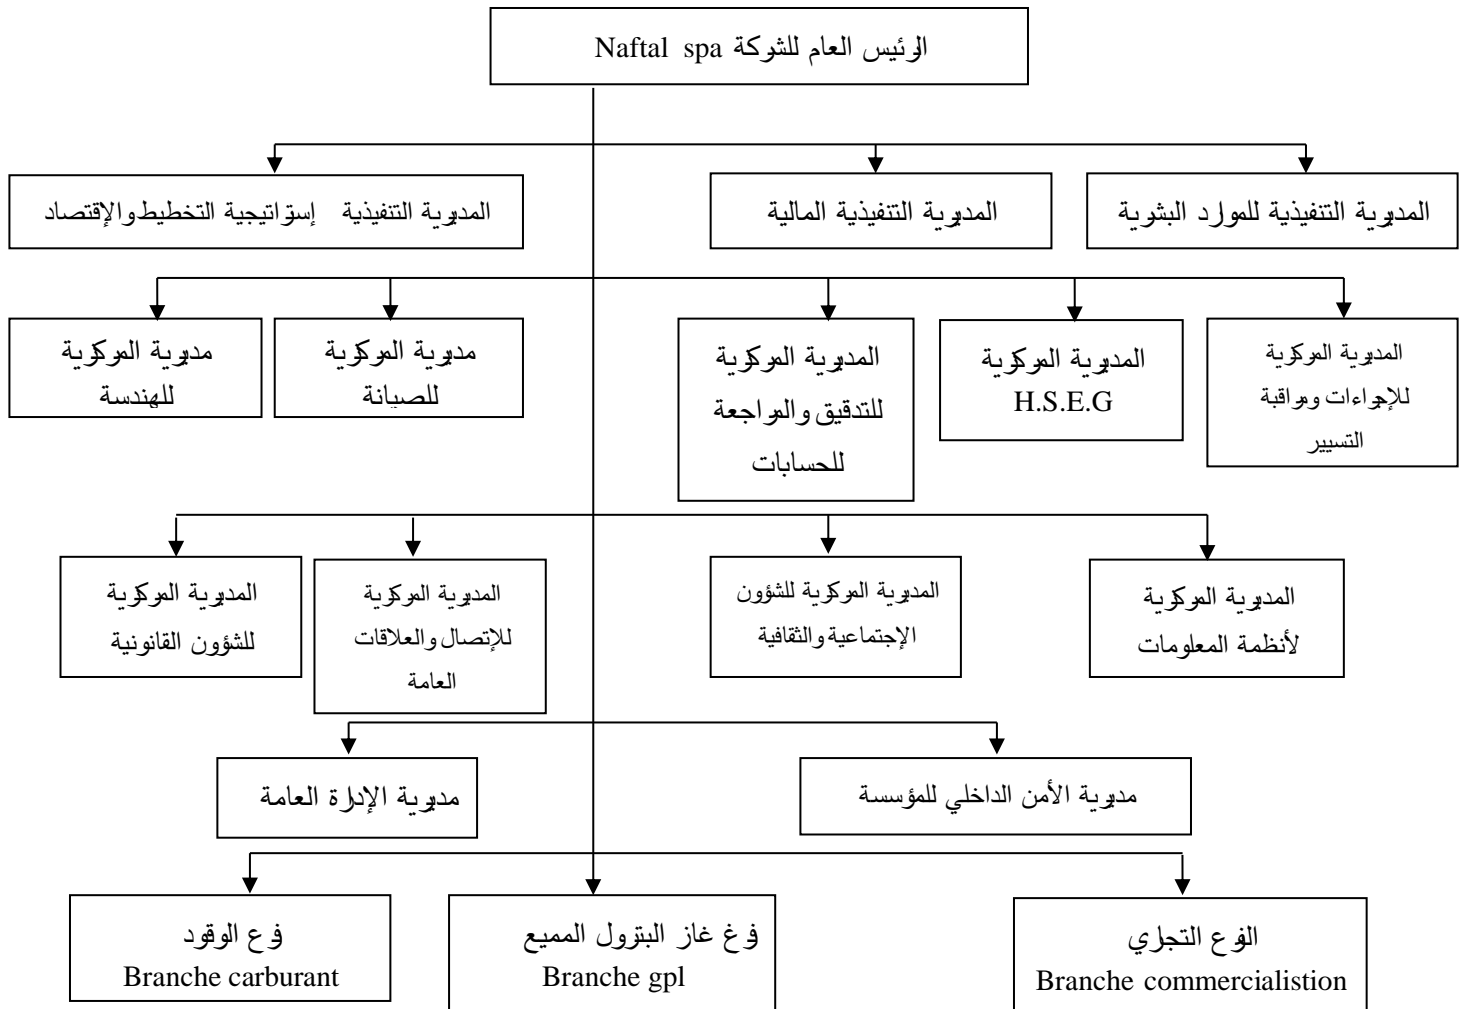 الرئيس العام للشركة Naftal spa
المديرية التنفيذية للموارد البشرية
المديرية التنفيذية المالية
المديرية التنفيذية إستراتيجية التخطيط والإقتصاد
المديرية المركزية
للإجراءات ومراقبة
التسيير
المديرية المركزية
H.S.E.G
المديرية المركزية
للتدقيق والمراجعة
للحسابات
مديرية المركزية
للصيانة
مديرية المركزية
للهندسة
المديرية المركزية
لأنظمة المعلومات
المديرية المركزية للشؤون
الإجتماعية والثقافية
المديرية المركزية
للإتصال والعلاقات
العامة
المديرية المركزية
للشؤون القانونية
مديرية الأمن الداخلي للمؤسسة
مديرية الإدارة العامة
الفرع التجاري
Branche commercialistion
فرغ غاز البترول المميع
Branche gpl
فرع الوقود
Branche carburant